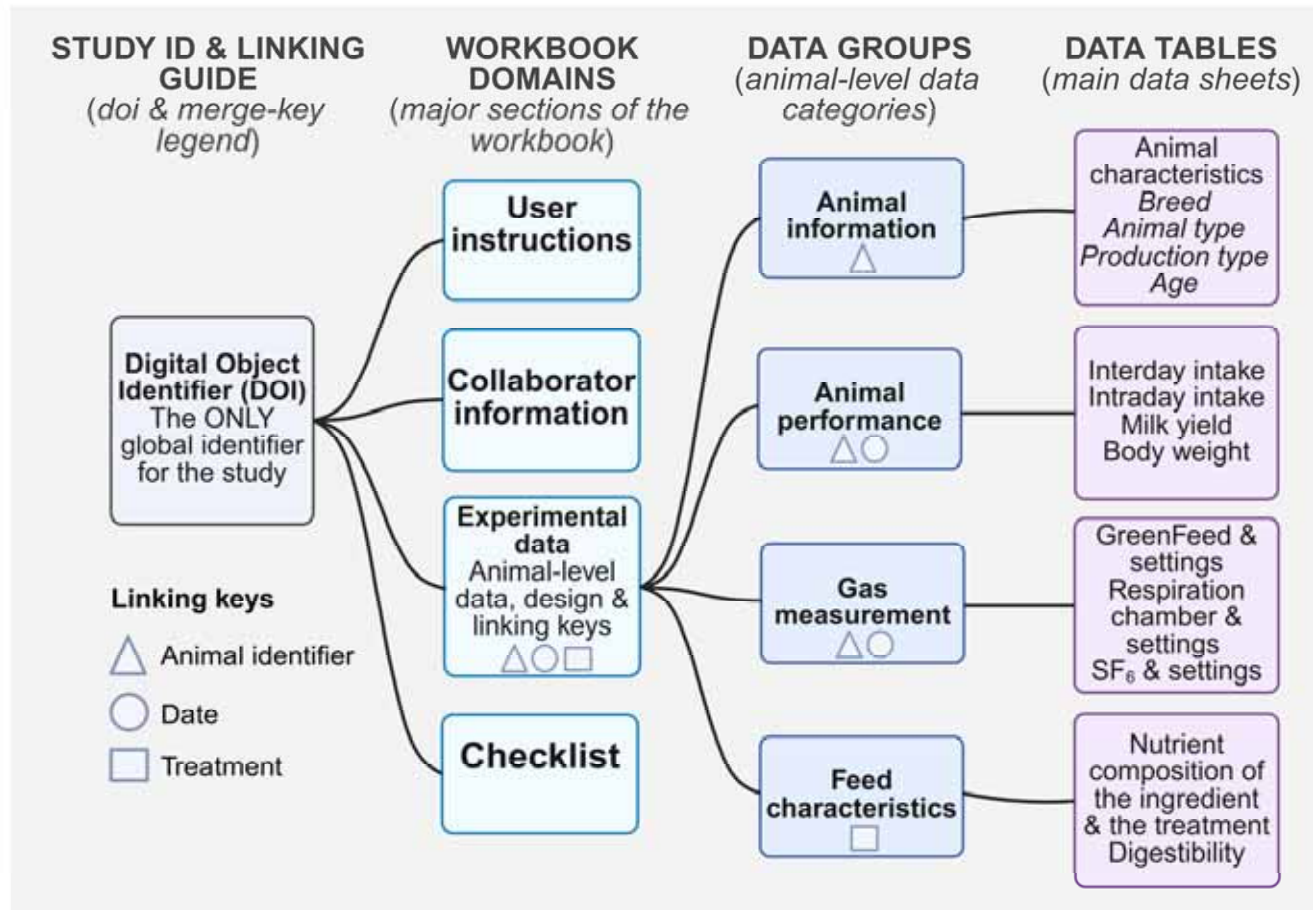 STUDY ID & LINKING
GUIDE
(doi & merge-key
legend)
WORKBOOK
DOMAINS
(major sections of the
workbook)
DATA GROUPS
(animal-level data
categories)
DATA TABLES
(main data sheets)
Digital Object
Identifier (DOI)
The ONLY
global identifier
for the study
Linking keys
Animal identifier
Date
Treatment
User
instructions
Collaborator
information
Experimental
data
Animal-level
data, design &
linking keys
Checklist
Animal
information
Animal
performance
Gas
measurement
Feed
characteristics
Animal
characteristics
Breed
Animal type
Production type
Age
Interday intake
Intraday intake
Milk yield
Body weight
GreenFeed &
settings
Respiration
chamber &
settings
SF₆ & settings
Nutrient
composition of
the ingredient
& the treatment
Digestibility